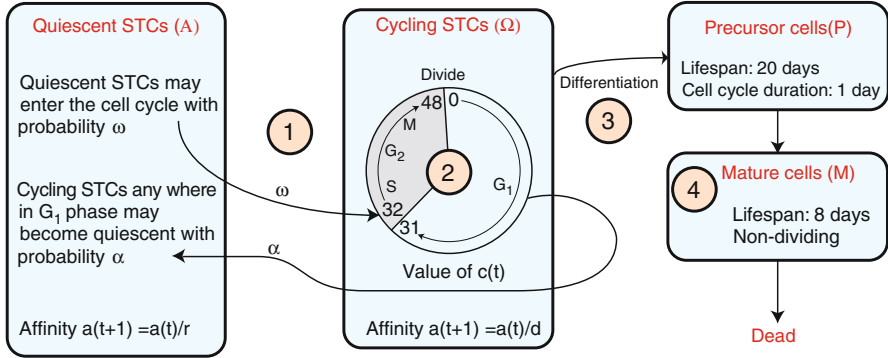 Quiescent STCs (A)
Quiescent STCs may
enter the cell cycle with
probability ω
Cycling STCs any where
in G1 phase may
become quiescent with
probability α
Affinity a(t+1) =a(t)/r
1
ω
α
Cycling STCs (Ω)
Divide
48
0
M
G2
S
32
31
G1
2
Value of c(t)
Affinity a(t+1) =a(t)/d
Differentiation
3
Precursor cells(P)
Lifespan: 20 days
Cell cycle duration: 1 day
4
Mature cells (M)
Lifespan: 8 days
Non-dividing
Dead